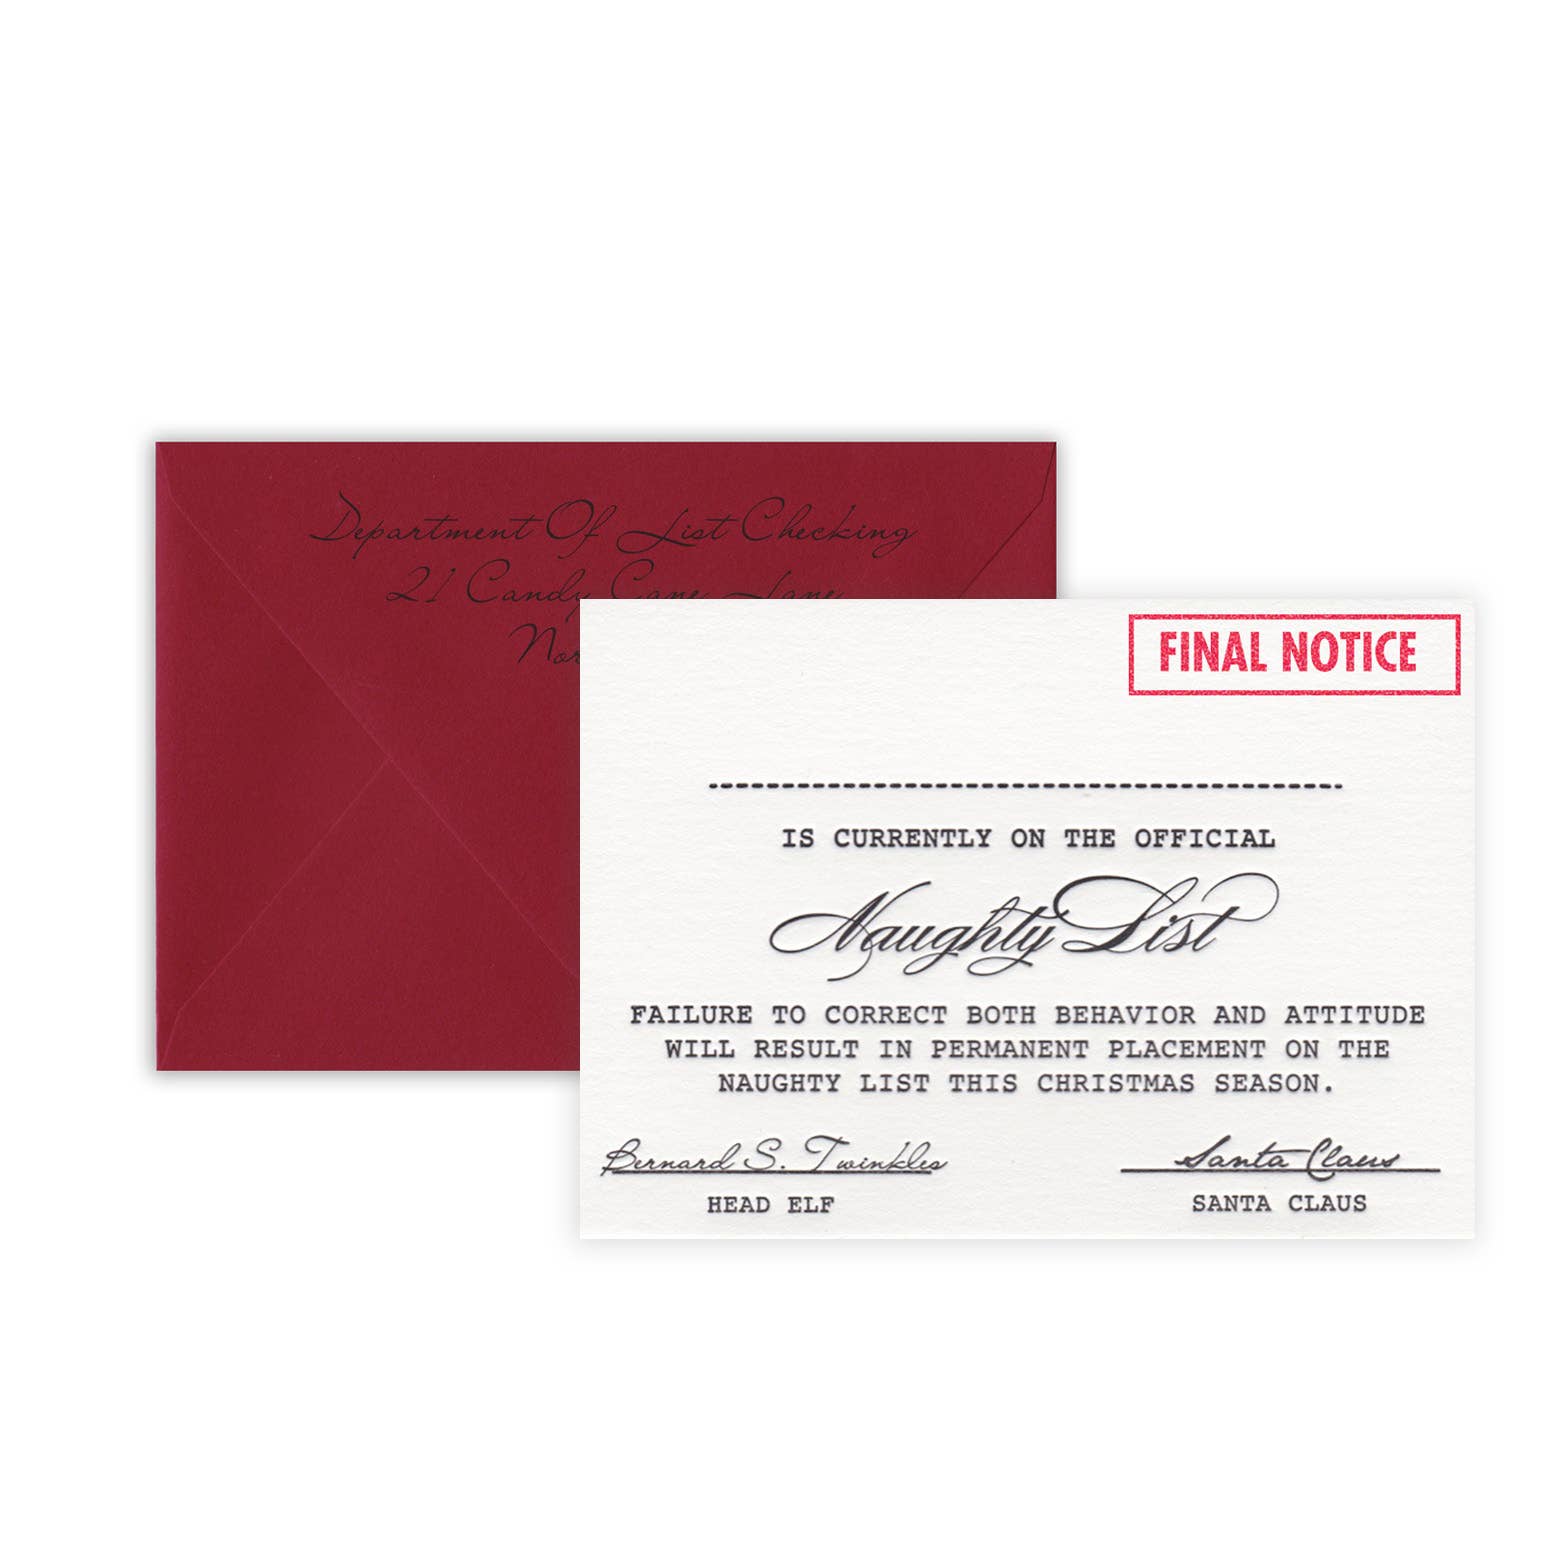 Department Of List Checking
21 Candy Cane Lane
FINAL NOTICE
IS CURRENTLY ON THE OFFICIAL
Naughty List
FAILURE TO CORRECT BOTH BEHAVIOR AND ATTITUDE
WILL RESULT IN PERMANENT PLACEMENT ON THE
NAUGHTY LIST THIS CHRISTMAS SEASON.
Bernard S. Twinkles
Santa Claus
HEAD ELF
SANTA CLAUS